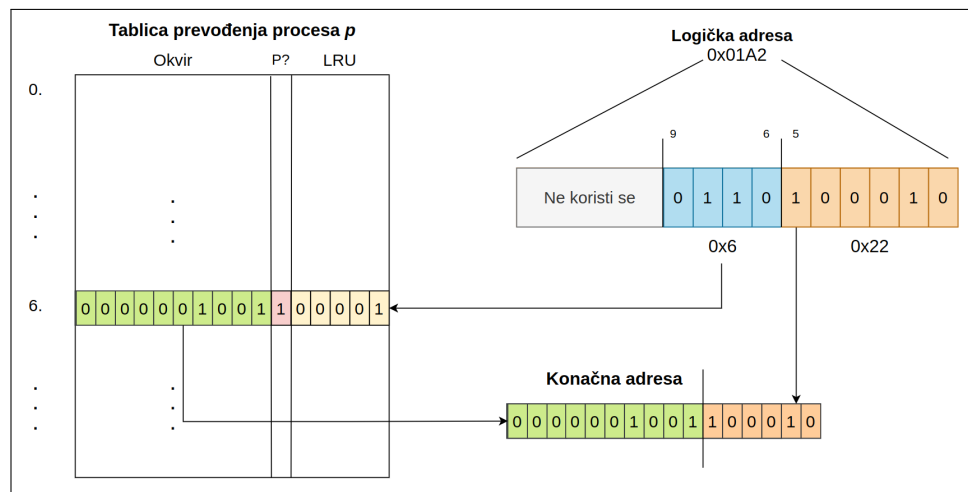 Tablica prevođenja procesa p
Okvir P? LRU
0.
6.
0 0 0 0 0 0 1 0 0 1 1 0 0 0 0 1
Logička adresa
0x01A2
9 6 5
Ne koristi se 0 1 1 0 1 0 0 0 1 0
0x6 0x22
Konačna adresa
0 0 0 0 0 0 1 0 0 1 1 0 0 0 1 0